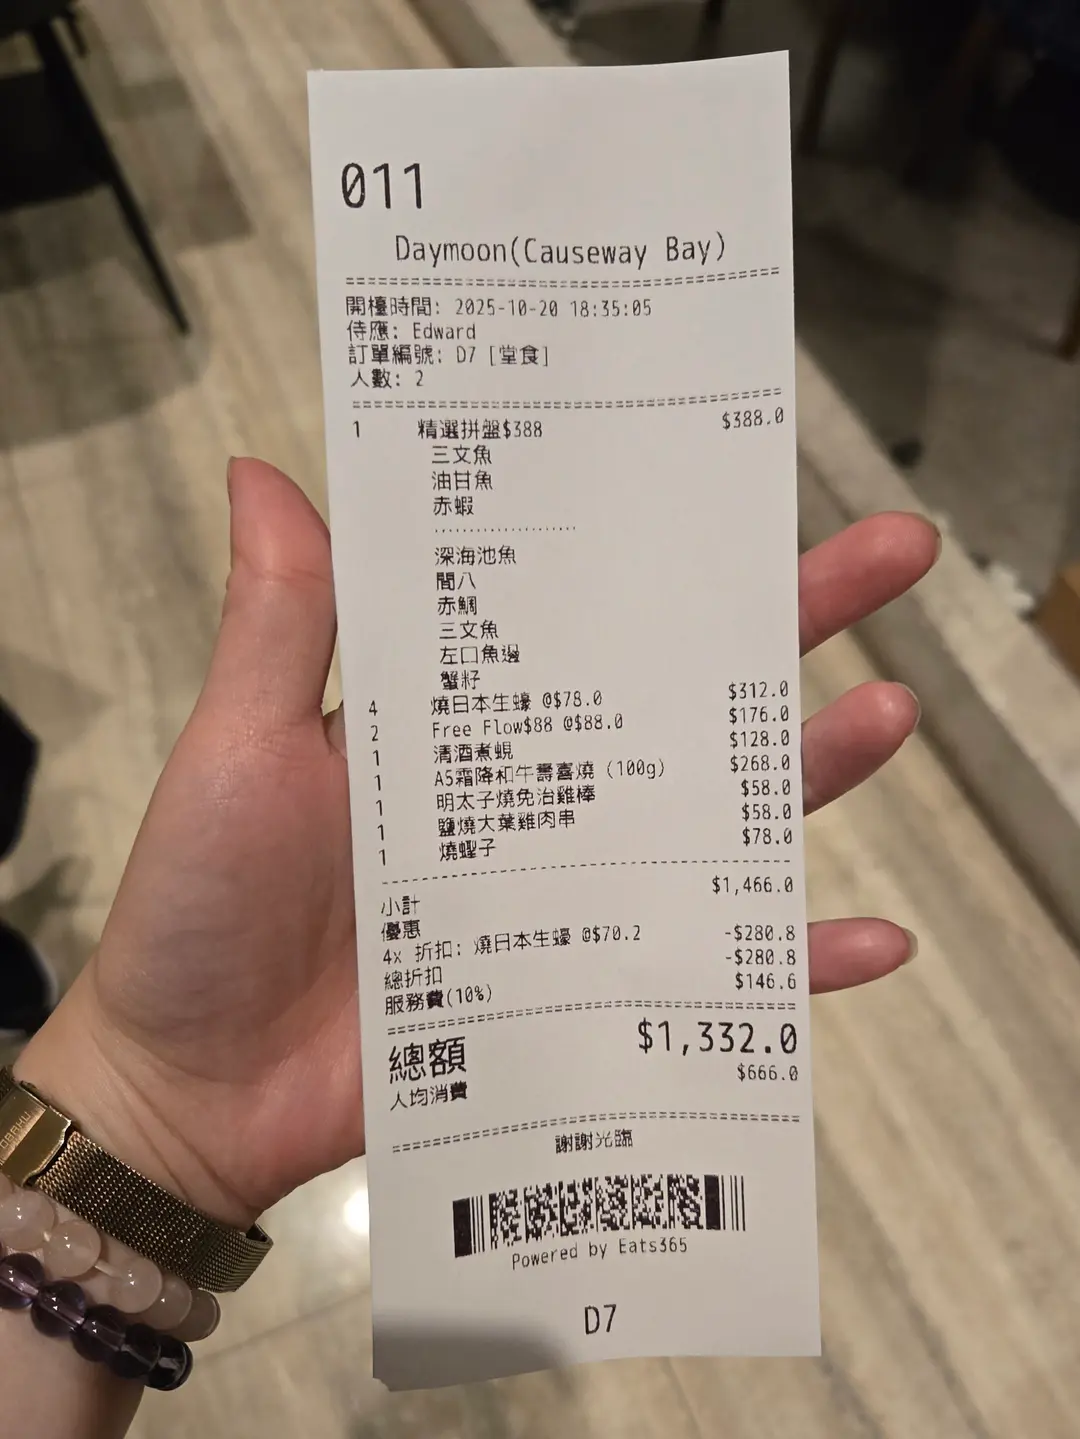 011
Daymoon(Causeway Bay)
開檯時間: 2025-10-20 18:35:05
侍應: Edward
訂單編號: D7 [堂食]
人數: 2
1 精選拼盤$388 $388.0
三文魚
油甘魚
赤蝦
深海池魚
間八
赤鯛
三文魚
左口魚邊
蟹籽
4 燒日本生蠔 @$78.0 $312.0
2 Free Flow$88 @$88.0 $176.0
1 清酒煮蜆 $128.0
1 A5霜降和牛壽喜燒 (100g) $268.0
1 明太子燒免治雞棒 $58.0
1 鹽燒大葉雞肉串 $58.0
1 燒蟶子 $78.0
小計 $1,466.0
優惠
4x 折扣: 燒日本生蠔 @$70.2 -$280.8
總折扣 -$280.8
服務費(10%) $146.6
總額 $1,332.0
人均消費 $666.0
謝謝光臨
Powered by Eats365
D7